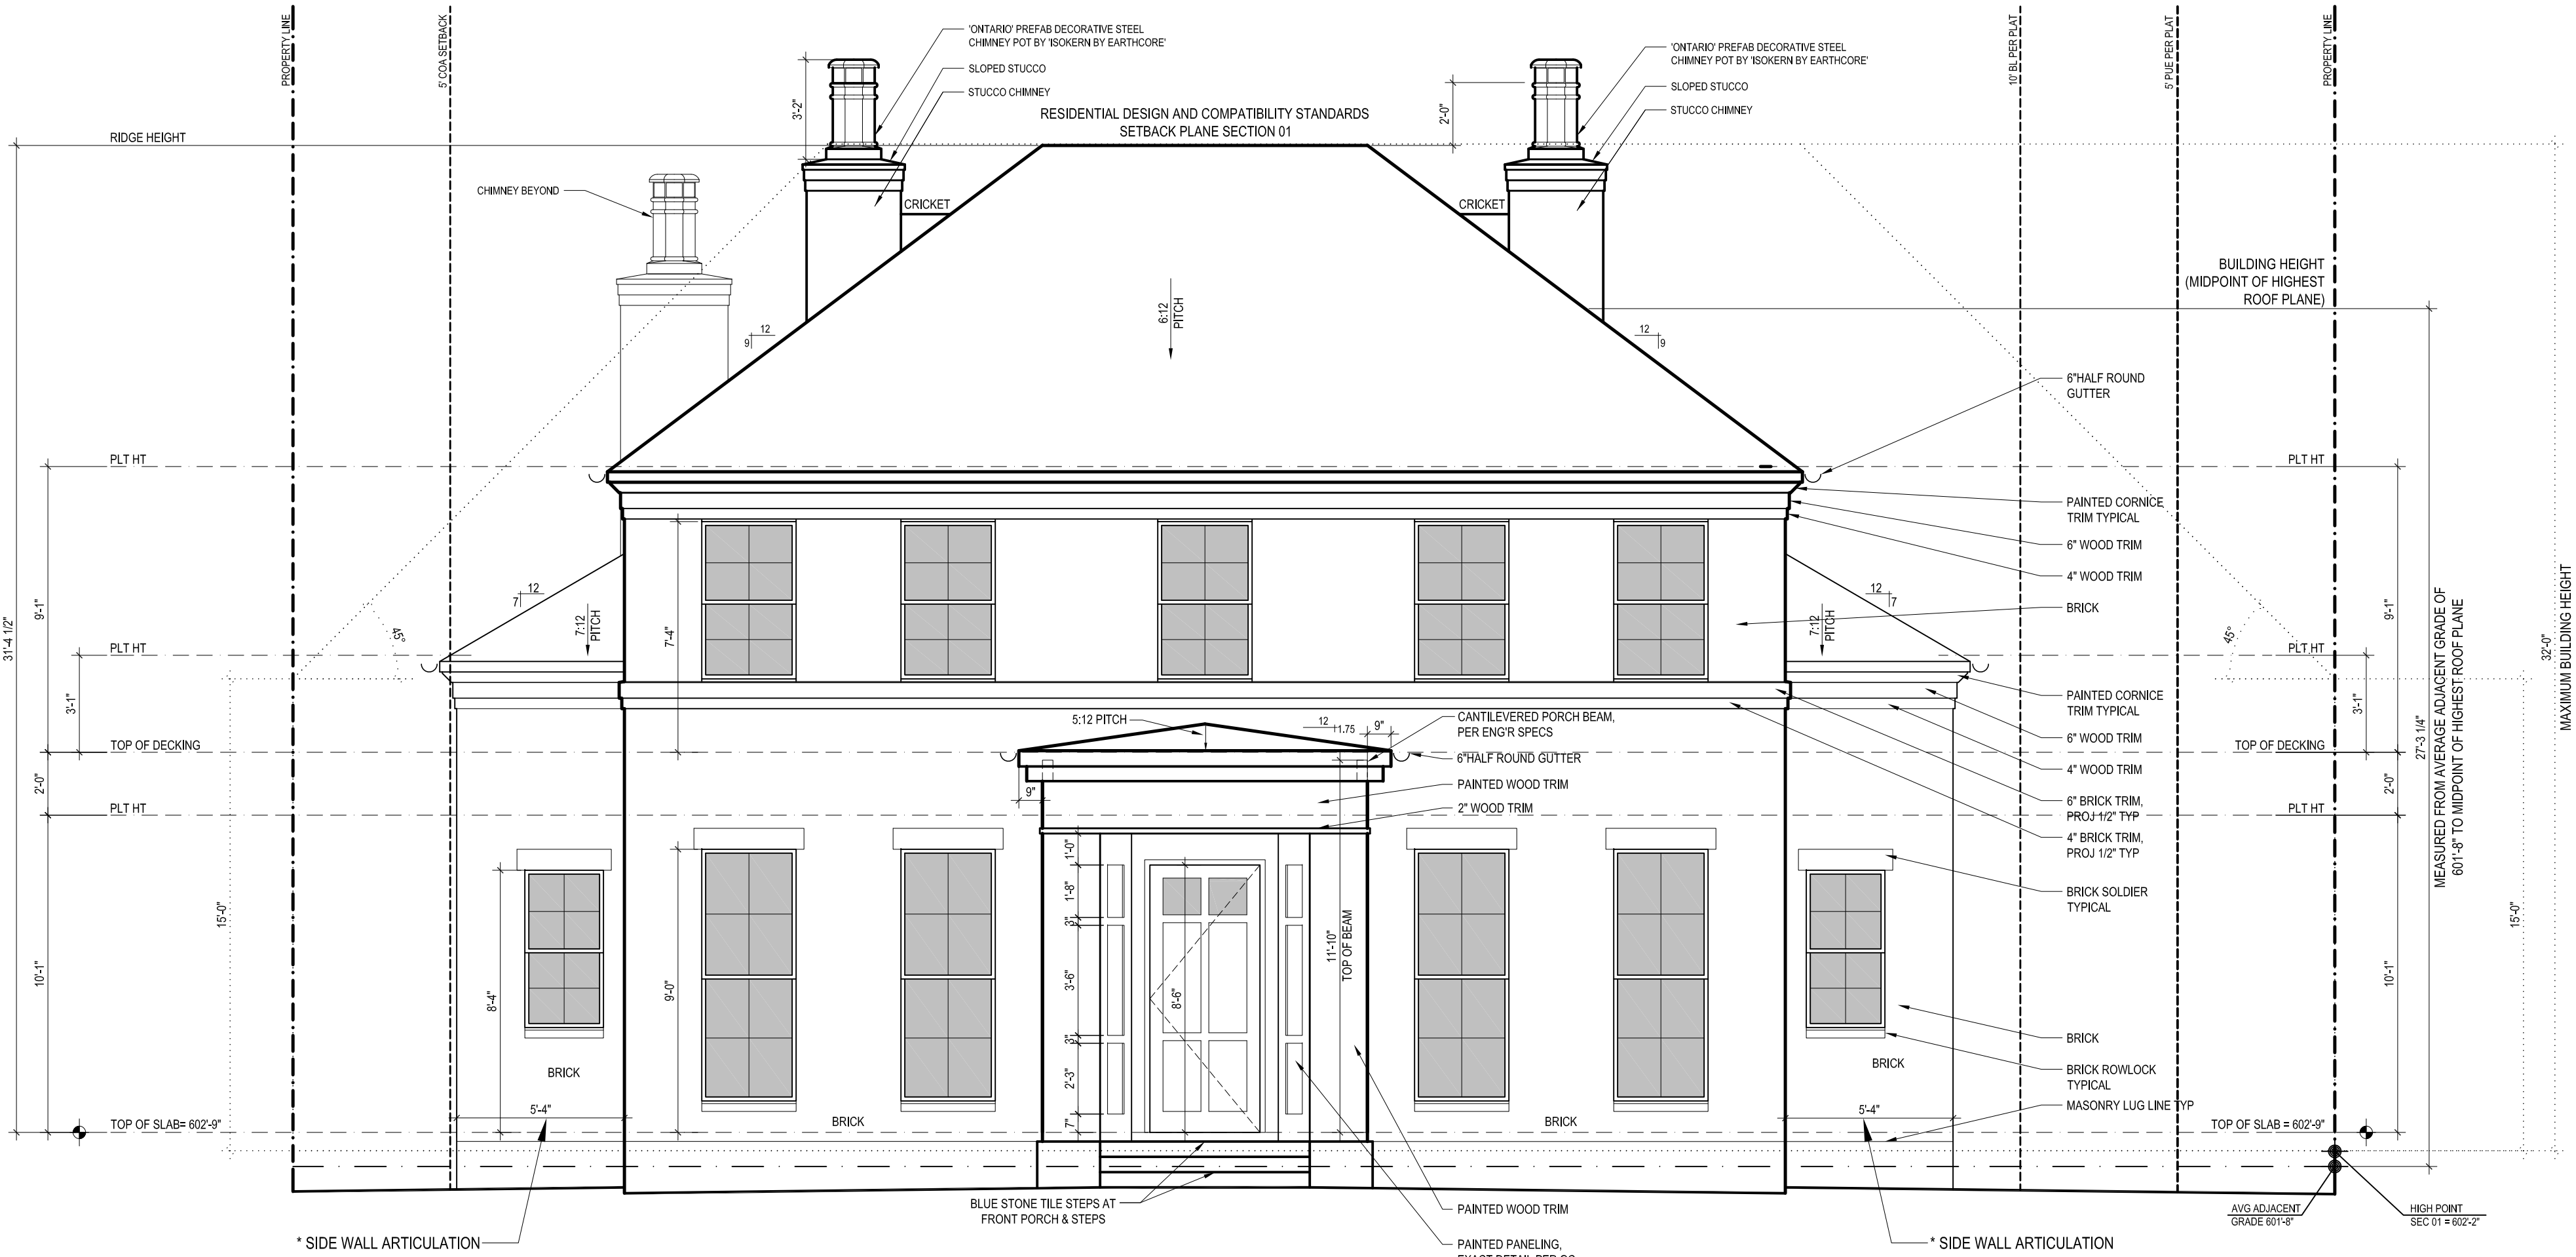 PROPERTY LINE
5' COA SETBACK
'ONTARIO' PREFAB DECORATIVE STEEL
CHIMNEY POT BY 'ISOKERN BY EARTHCORE'
SLOPED STUCCO
STUCCO CHIMNEY
3'-2"
RESIDENTIAL DESIGN AND COMPATIBILITY STANDARDS
SETBACK PLANE SECTION 01
2'-0"
'ONTARIO' PREFAB DECORATIVE STEEL
CHIMNEY POT BY 'ISOKERN BY EARTHCORE'
SLOPED STUCCO
STUCCO CHIMNEY
10' BL PER PLAT
5' PUE PER PLAT
PROPERTY LINE
RIDGE HEIGHT
CHIMNEY BEYOND
CRICKET
CRICKET
BUILDING HEIGHT
(MIDPOINT OF HIGHEST
ROOF PLANE)
6:12
PITCH
12
9
12
9
6"HALF ROUND
GUTTER
PLT HT
PLT HT
PAINTED CORNICE
TRIM TYPICAL
6" WOOD TRIM
4" WOOD TRIM
BRICK
31'-4 1/2"
9'-1"
3'-1"
2'-0"
10'-1"
15'-0"
45°
12
7
7:12
PITCH
7'-4"
12
7
7:12
PITCH
45°
9'-1"
3'-1"
2'-0"
10'-1"
27'-3 1/4"
MEASURED FROM AVERAGE ADJACENT GRADE OF
601'-8" TO MIDPOINT OF HIGHEST ROOF PLANE
15'-0"
32'-0"
MAXIMUM BUILDING HEIGHT
PLT HT
PLT HT
PAINTED CORNICE
TRIM TYPICAL
6" WOOD TRIM
4" WOOD TRIM
6" BRICK TRIM,
PROJ 1/2" TYP
4" BRICK TRIM,
PROJ 1/2" TYP
BRICK SOLDIER
TYPICAL
BRICK
BRICK ROWLOCK
TYPICAL
MASONRY LUG LINE TYP
TOP OF DECKING
TOP OF DECKING
PLT HT
PLT HT
5:12 PITCH
12
1.75
9"
9"
CANTILEVERED PORCH BEAM,
PER ENG'R SPECS
6"HALF ROUND GUTTER
PAINTED WOOD TRIM
2" WOOD TRIM
8'-4"
9'-0"
1'-0"
1'-8"
3"
3'-6"
3"
2'-3"
7"
8'-6"
11'-10"
TOP OF BEAM
BRICK
BRICK
BRICK
BRICK
5'-4"
5'-4"
TOP OF SLAB= 602'-9"
TOP OF SLAB = 602'-9"
BLUE STONE TILE STEPS AT
FRONT PORCH & STEPS
PAINTED WOOD TRIM
PAINTED PANELING,
EXACT DETAIL PER GC
AVG ADJACENT
GRADE 601'-8"
HIGH POINT
SEC 01 = 602'-2"
* SIDE WALL ARTICULATION
* SIDE WALL ARTICULATION